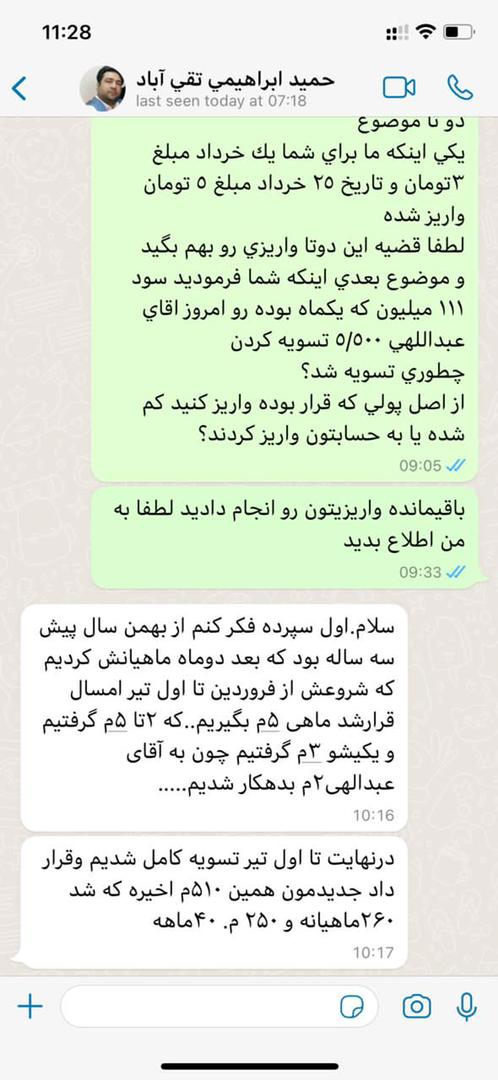 11:28
حميد ابراهيمي تقي آباد
last seen today at 07:18
دو تا موضوع
يكي اينكه ما براي شما يك خرداد مبلغ
٣تومان و تاريخ ٢٥ خرداد مبلغ ٥ تومان
واريز شده
لطفا قضيه اين دوتا واريزي رو بهم بگيد
و موضوع بعدي اينكه شما فرموديد سود
١١١ ميليون كه يكماه بوده رو امروز اقاي
عبداللهي ٥/٥٠٠ تسويه كردن
چطوري تسويه شد؟
از اصل پولي كه قرار بوده واريز كنيد كم
شده يا به حسابتون واريز كردند؟
09:05
باقيمانده واريزيتون رو انجام داديد لطفا به
من اطلاع بديد
09:33
سلام.اول سپرده فکر کنم از بهمن سال پیش
سه ساله بود که بعد دوماه ماهیانش کردیم
که شروعش از فروردین تا اول تیر امسال
قرارشد ماهی ۵م بگیریم..که ۲تا ۵م گرفتیم
و یکیشو ۳م گرفتیم چون به آقای
عبدالهی۲م بدهکار شدیم.....
10:16
درنهایت تا اول تیر تسویه کامل شدیم وقرار
داد جدیدمون همین ۵۱۰م اخیره که شد
۲۶۰ماهیانه و ۲۵۰ م. ۴۰ماهه
10:17